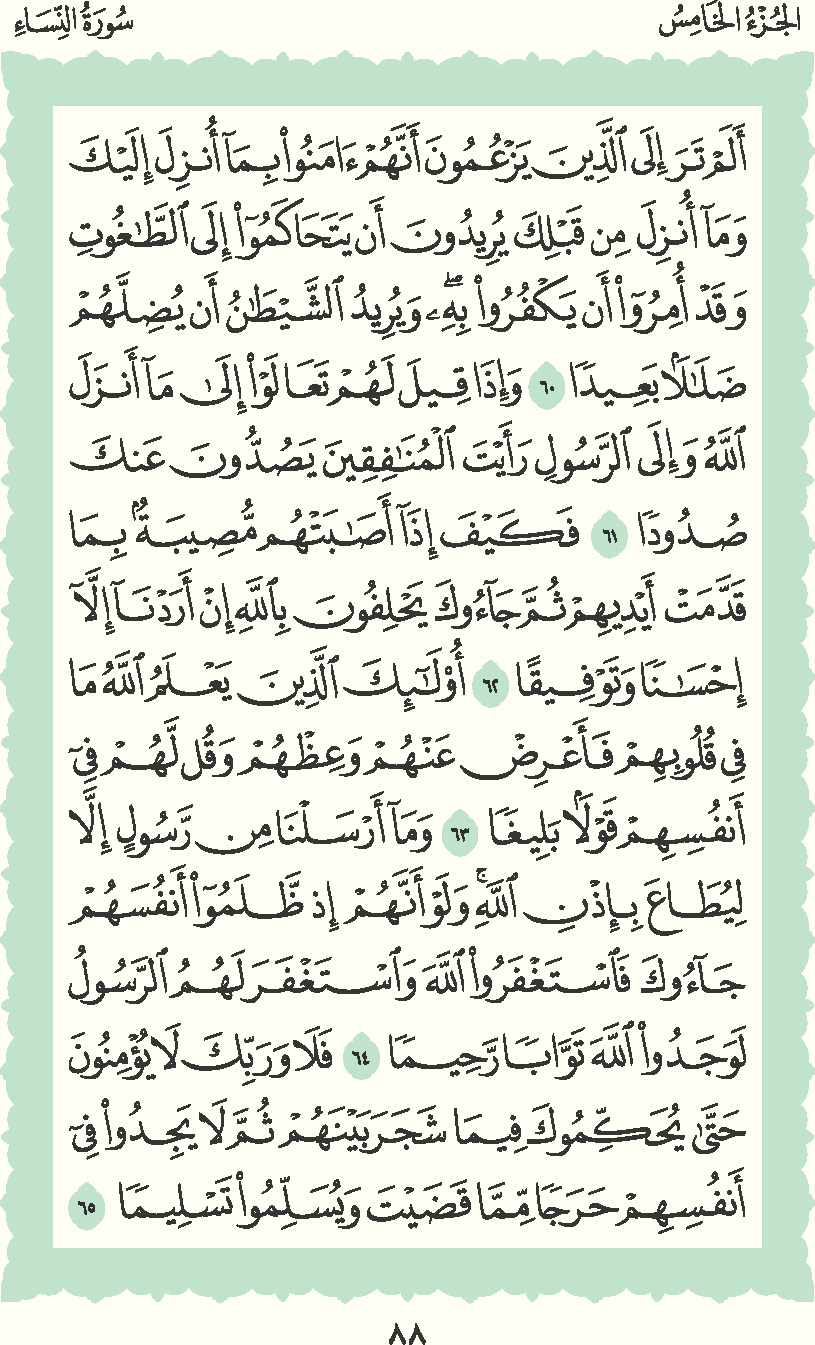 الجُزْءُ الخَامِسُ سُورَةُ النِّسَاءِ
أَلَمْ تَرَ إِلَى ٱلَّذِينَ يَزْعُمُونَ أَنَّهُمْ ءَامَنُوا۟ بِمَآ أُنزِلَ إِلَيْكَ
وَمَآ أُنزِلَ مِن قَبْلِكَ يُرِيدُونَ أَن يَتَحَاكَمُوٓا۟ إِلَى ٱلطَّـٰغُوتِ
وَقَدْ أُمِرُوٓا۟ أَن يَكْفُرُوا۟ بِهِۦۖ وَيُرِيدُ ٱلشَّيْطَـٰنُ أَن يُضِلَّهُمْ
ضَلَـٰلًۢا بَعِيدًا ٦٠ وَإِذَا قِيلَ لَهُمْ تَعَالَوْا۟ إِلَىٰ مَآ أَنزَلَ
ٱللَّهُ وَإِلَى ٱلرَّسُولِ رَأَيْتَ ٱلْمُنَـٰفِقِينَ يَصُدُّونَ عَنكَ
صُدُودًا ٦١ فَكَيْفَ إِذَآ أَصَـٰبَتْهُم مُّصِيبَةٌۢ بِمَا
قَدَّمَتْ أَيْدِيهِمْ ثُمَّ جَآءُوكَ يَحْلِفُونَ بِٱللَّهِ إِنْ أَرَدْنَآ إِلَّآ
إِحْسَـٰنًا وَتَوْفِيقًا ٦٢ أُو۟لَـٰٓئِكَ ٱلَّذِينَ يَعْلَمُ ٱللَّهُ مَا
فِى قُلُوبِهِمْ فَأَعْرِضْ عَنْهُمْ وَعِظْهُمْ وَقُل لَّهُمْ فِىٓ
أَنفُسِهِمْ قَوْلًۢا بَلِيغًا ٦٣ وَمَآ أَرْسَلْنَا مِن رَّسُولٍ إِلَّا
لِيُطَاعَ بِإِذْنِ ٱللَّهِۚ وَلَوْ أَنَّهُمْ إِذ ظَّلَمُوٓا۟ أَنفُسَهُمْ
جَآءُوكَ فَٱسْتَغْفَرُوا۟ ٱللَّهَ وَٱسْتَغْفَرَ لَهُمُ ٱلرَّسُولُ
لَوَجَدُوا۟ ٱللَّهَ تَوَّابًا رَّحِيمًا ٦٤ فَلَا وَرَبِّكَ لَا يُؤْمِنُونَ
حَتَّىٰ يُحَكِّمُوكَ فِيمَا شَجَرَ بَيْنَهُمْ ثُمَّ لَا يَجِدُوا۟ فِىٓ
أَنفُسِهِمْ حَرَجًا مِّمَّا قَضَيْتَ وَيُسَلِّمُوا۟ تَسْلِيمًا ٦٥
٨٨